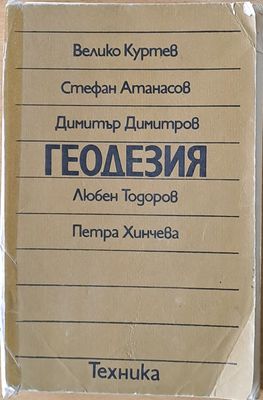 Велико Куртев
Стефан Атанасов
Димитър Димитров
ГЕОДЕЗИЯ
Любен Тодоров
Петра Хинчева
Техника